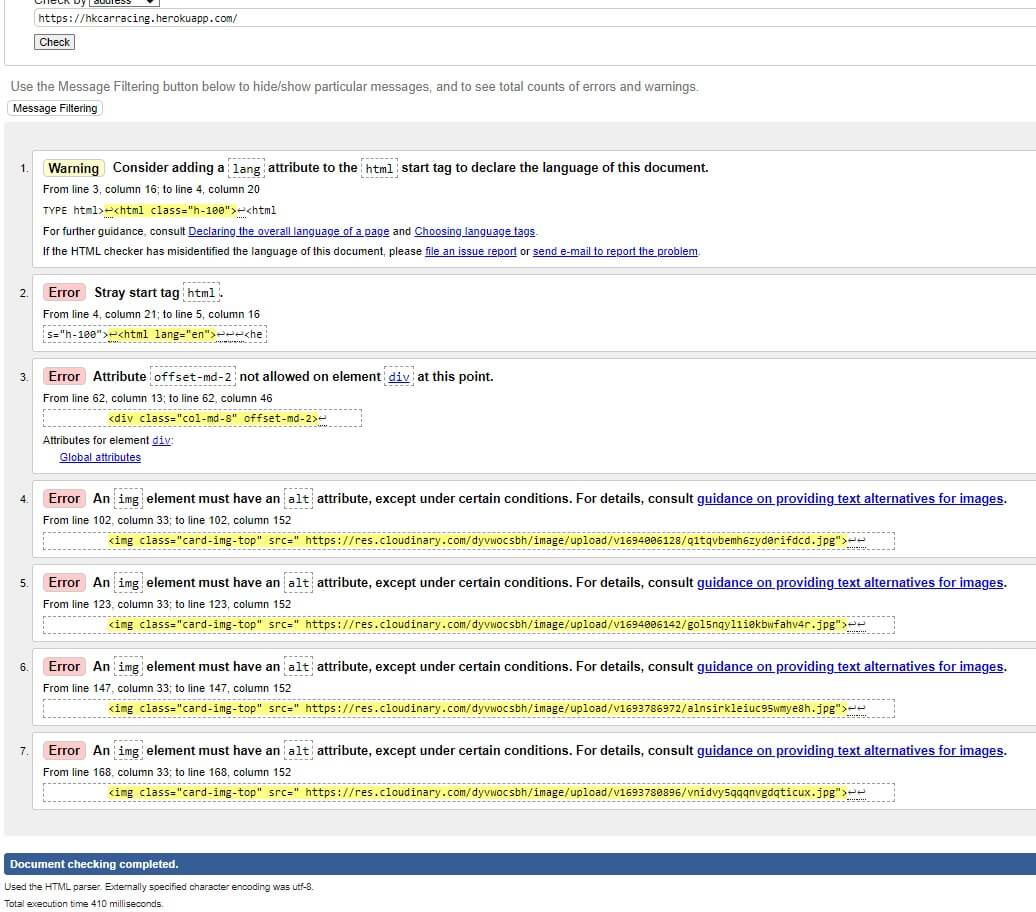 Check by address
https://hkcarracing.herokuapp.com/
Check
Use the Message Filtering button below to hide/show particular messages, and to see total counts of errors and warnings.
Message Filtering
1. Warning Consider adding a lang attribute to the html start tag to declare the language of this document.
From line 3, column 16; to line 4, column 20
TYPE html>↩<html class="h-100">↩<html
For further guidance, consult Declaring the overall language of a page and Choosing language tags.
If the HTML checker has misidentified the language of this document, please file an issue report or send e-mail to report the problem.
2. Error Stray start tag html.
From line 4, column 21; to line 5, column 16
s="h-100">↩<html lang="en">↩↩↩<he
3. Error Attribute offset-md-2 not allowed on element div at this point.
From line 62, column 13; to line 62, column 46
<div class="col-md-8" offset-md-2>↩
Attributes for element div:
Global attributes
4. Error An img element must have an alt attribute, except under certain conditions. For details, consult guidance on providing text alternatives for images.
From line 102, column 33; to line 102, column 152
<img class="card-img-top" src=" https://res.cloudinary.com/dyvwocsbh/image/upload/v1694006128/q1tqvbemh6zyd0rifdcd.jpg">↩↩
5. Error An img element must have an alt attribute, except under certain conditions. For details, consult guidance on providing text alternatives for images.
From line 123, column 33; to line 123, column 152
<img class="card-img-top" src=" https://res.cloudinary.com/dyvwocsbh/image/upload/v1694006142/gol5nqyl1i0kbwfahv4r.jpg">↩↩
6. Error An img element must have an alt attribute, except under certain conditions. For details, consult guidance on providing text alternatives for images.
From line 147, column 33; to line 147, column 152
<img class="card-img-top" src=" https://res.cloudinary.com/dyvwocsbh/image/upload/v1693786972/alnsirkleiuc95wmye8h.jpg">↩↩
7. Error An img element must have an alt attribute, except under certain conditions. For details, consult guidance on providing text alternatives for images.
From line 168, column 33; to line 168, column 152
<img class="card-img-top" src=" https://res.cloudinary.com/dyvwocsbh/image/upload/v1693780896/vnidvy5qqqnvgdqticux.jpg">↩↩
Document checking completed.
Used the HTML parser. Externally specified character encoding was utf-8.
Total execution time 410 milliseconds.